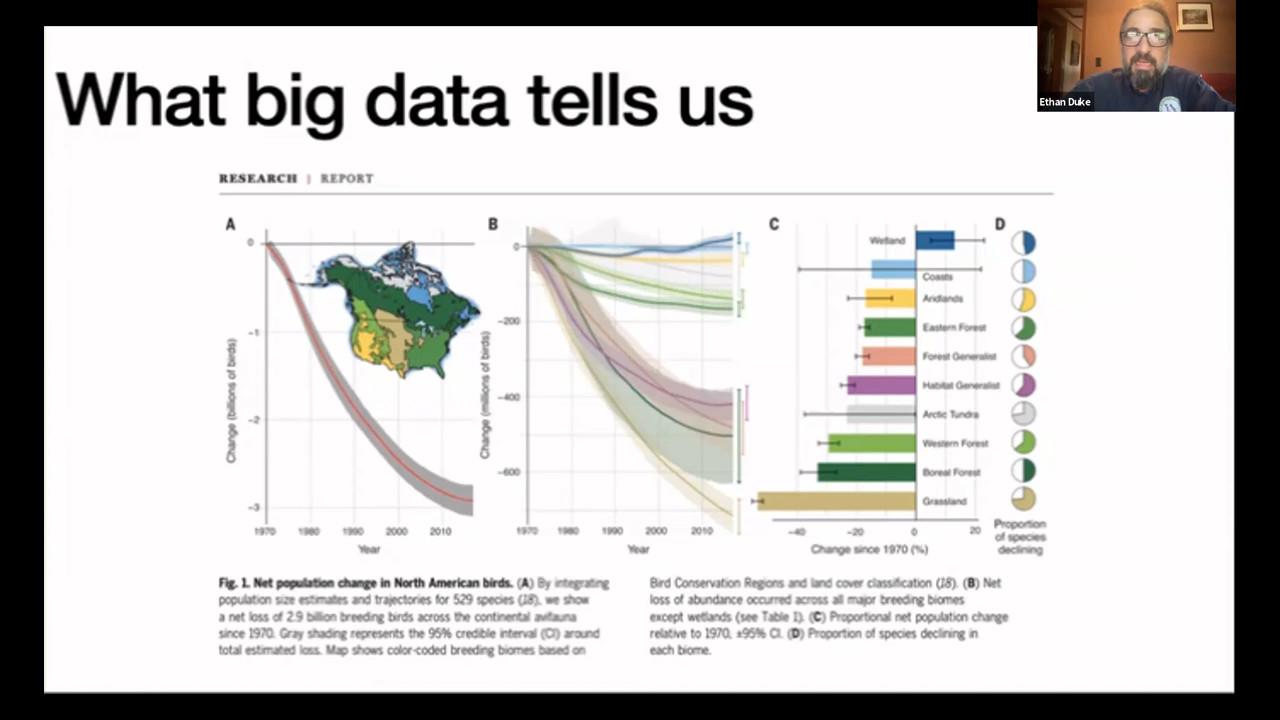 What big data tells us
Ethan Duke
RESEARCH | REPORT
A
B
C
D
0
−1
−2
−3
Change (billions of birds)
1970 1980 1990 2000 2010
Year
0
−200
−400
−600
Change (millions of birds)
1970 1980 1990 2000 2010
Year
Wetland
Coasts
Aridlands
Eastern Forest
Forest Generalist
Habitat Generalist
Arctic Tundra
Western Forest
Boreal Forest
Grassland
−40 −20 0 20
Change since 1970 (%)
Proportion
of species
declining
Fig. 1. Net population change in North American birds. (A) By integrating
population size estimates and trajectories for 529 species (18), we show
a net loss of 2.9 billion breeding birds across the continental avifauna
since 1970. Gray shading represents the 95% credible interval (CI) around
total estimated loss. Map shows color-coded breeding biomes based on
Bird Conservation Regions and land cover classification (18). (B) Net
loss of abundance occurred across all major breeding biomes
except wetlands (see Table 1). (C) Proportional net population change
relative to 1970, ±95% CI. (D) Proportion of species declining in
each biome.